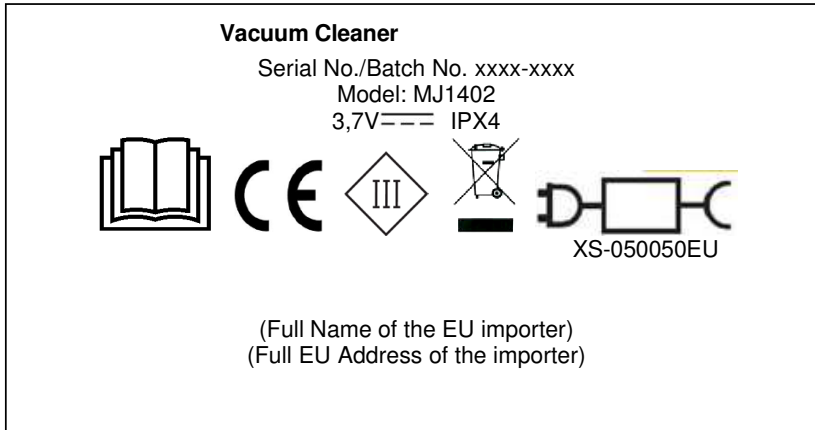 Vacuum Cleaner
Serial No./Batch No. xxxx-xxxx
Model: MJ1402
3,7V⎓ IPX4
CE III
XS-050050EU
(Full Name of the EU importer)
(Full EU Address of the importer)